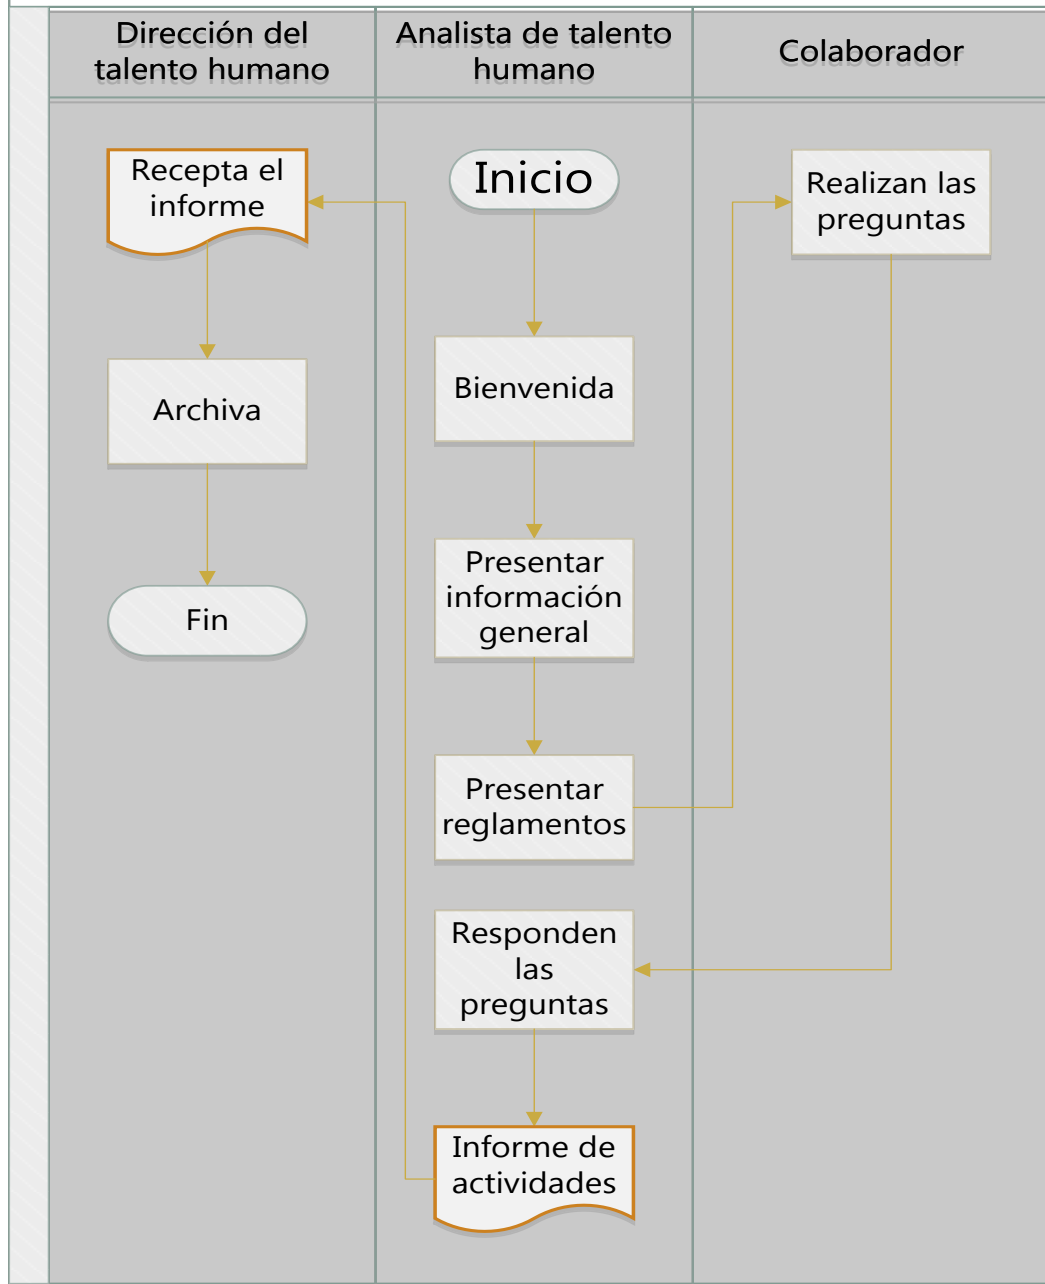 Dirección del
talento humano
Analista de talento
humano
Colaborador
Recepta el
informe
Archiva
Fin
Inicio
Bienvenida
Presentar
información
general
Presentar
reglamentos
Responden
las
preguntas
Informe de
actividades
Realizan las
preguntas